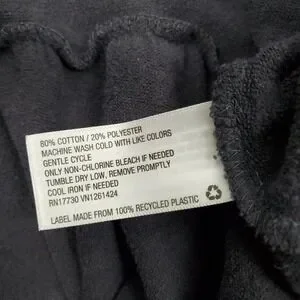 80% COTTON / 20% POLYESTER
MACHINE WASH COLD WITH LIKE COLORS
GENTLE CYCLE
ONLY NON-CHLORINE BLEACH IF NEEDED
TUMBLE DRY LOW, REMOVE PROMPTLY
COOL IRON IF NEEDED
RN17730 VN1261424
LABEL MADE FROM 100% RECYCLED PLASTIC